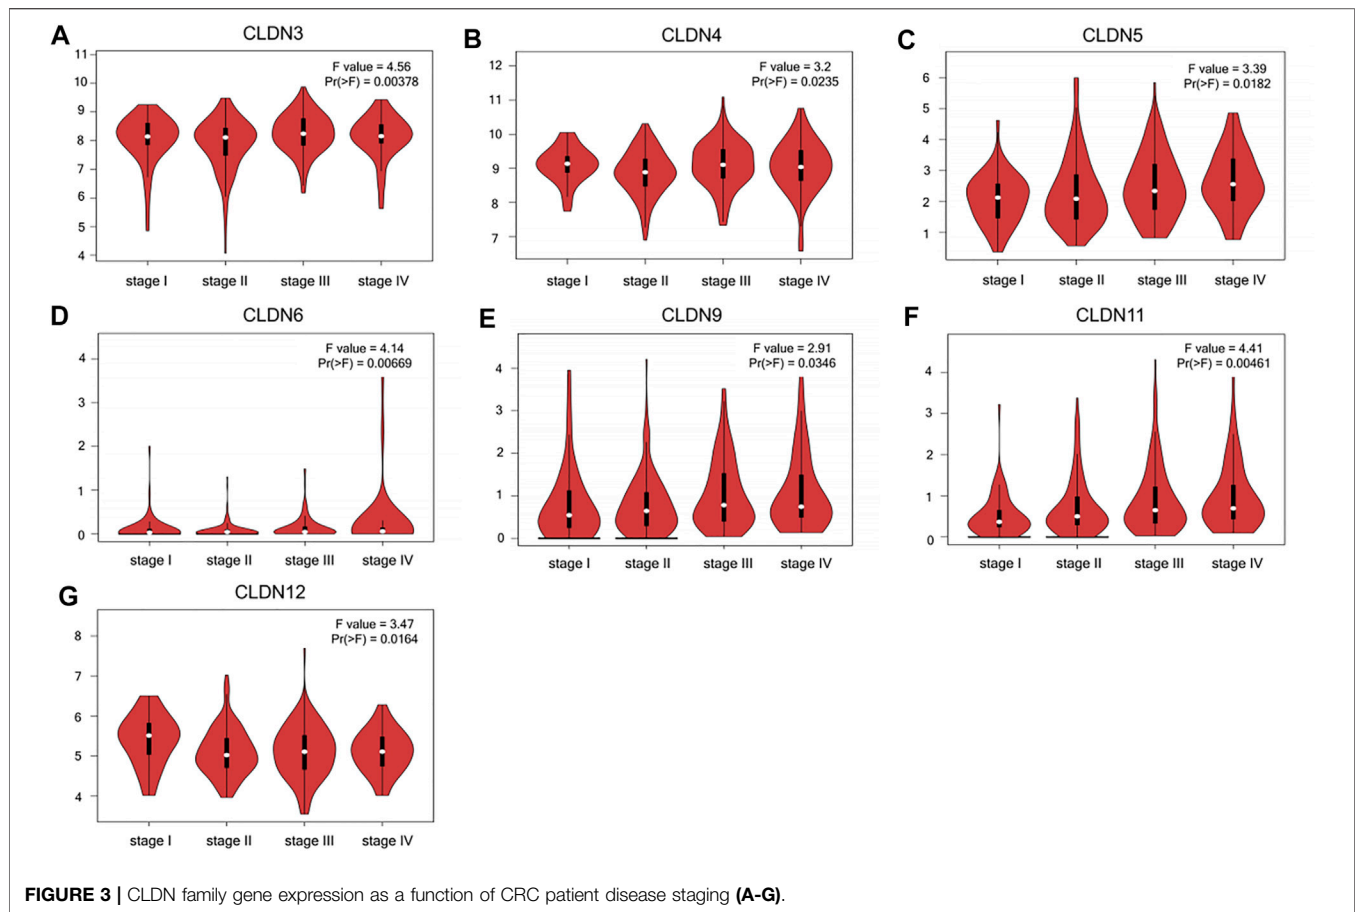 A
CLDN3
F value = 4.56
Pr(>F) = 0.00378
11
10
9
8
7
6
5
4
stage I stage II stage III stage IV
B
CLDN4
F value = 3.2
Pr(>F) = 0.0235
12
11
10
9
8
7
stage I stage II stage III stage IV
C
CLDN5
F value = 3.39
Pr(>F) = 0.0182
6
5
4
3
2
1
stage I stage II stage III stage IV
D
CLDN6
F value = 4.14
Pr(>F) = 0.00669
4
3
2
1
0
stage I stage II stage III stage IV
E
CLDN9
F value = 2.91
Pr(>F) = 0.0346
4
3
2
1
0
stage I stage II stage III stage IV
F
CLDN11
F value = 4.41
Pr(>F) = 0.00461
4
3
2
1
0
stage I stage II stage III stage IV
G
CLDN12
F value = 3.47
Pr(>F) = 0.0164
8
7
6
5
4
stage I stage II stage III stage IV
FIGURE 3 | CLDN family gene expression as a function of CRC patient disease staging (A-G).